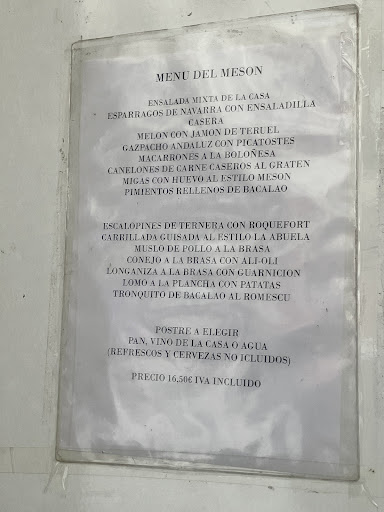 MENU DEL MESON
ENSALADA MIXTA DE LA CASA
ESPARRAGOS DE NAVARRA CON ENSALADILLA
CASERA
MELON CON JAMON DE TERUEL
GAZPACHO ANDALUZ CON PICATOSTES
MACARRONES A LA BOLOÑESA
CANELONES DE CARNE CASEROS AL GRATEN
MIGAS CON HUEVO AL ESTILO MESON
PIMIENTOS RELLENOS DE BACALAO
ESCALOPINES DE TERNERA CON ROQUEFORT
CARRILLADA GUISADA AL ESTILO LA ABUELA
MUSLO DE POLLO A LA BRASA
CONEJO A LA BRASA CON ALI-OLI
LONGANIZA A LA BRASA CON GUARNICION
LOMO A LA PLANCHA CON PATATAS
TRONQUITO DE BACALAO AL ROMESCU
POSTRE A ELEGIR
PAN, VINO DE LA CASA O AGUA
(REFRESCOS Y CERVEZAS NO ICLUIDOS)
PRECIO 16,50€ IVA INCLUIDO